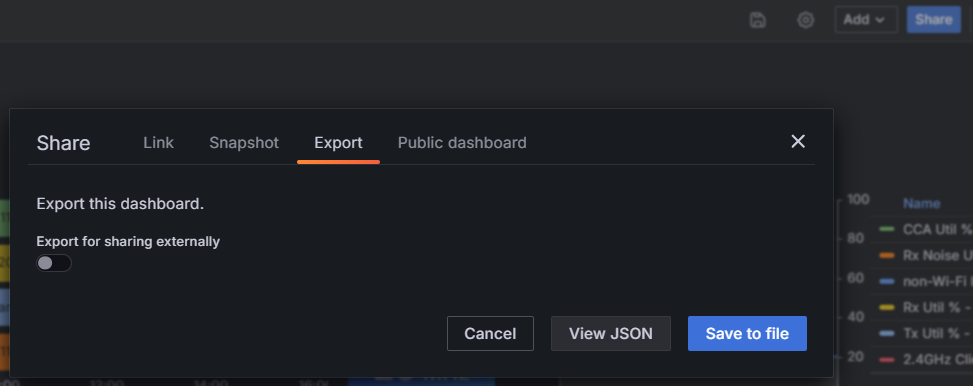 Add
Share
Share Link Snapshot Export Public dashboard
Export this dashboard.
Export for sharing externally
Cancel View JSON Save to file
100
80
60
40
20
Name
CCA Util %
Rx Noise U
non-Wi-Fi
Rx Util % -
Tx Util % -
2.4GHz Cli
12:00 14:00 16:0